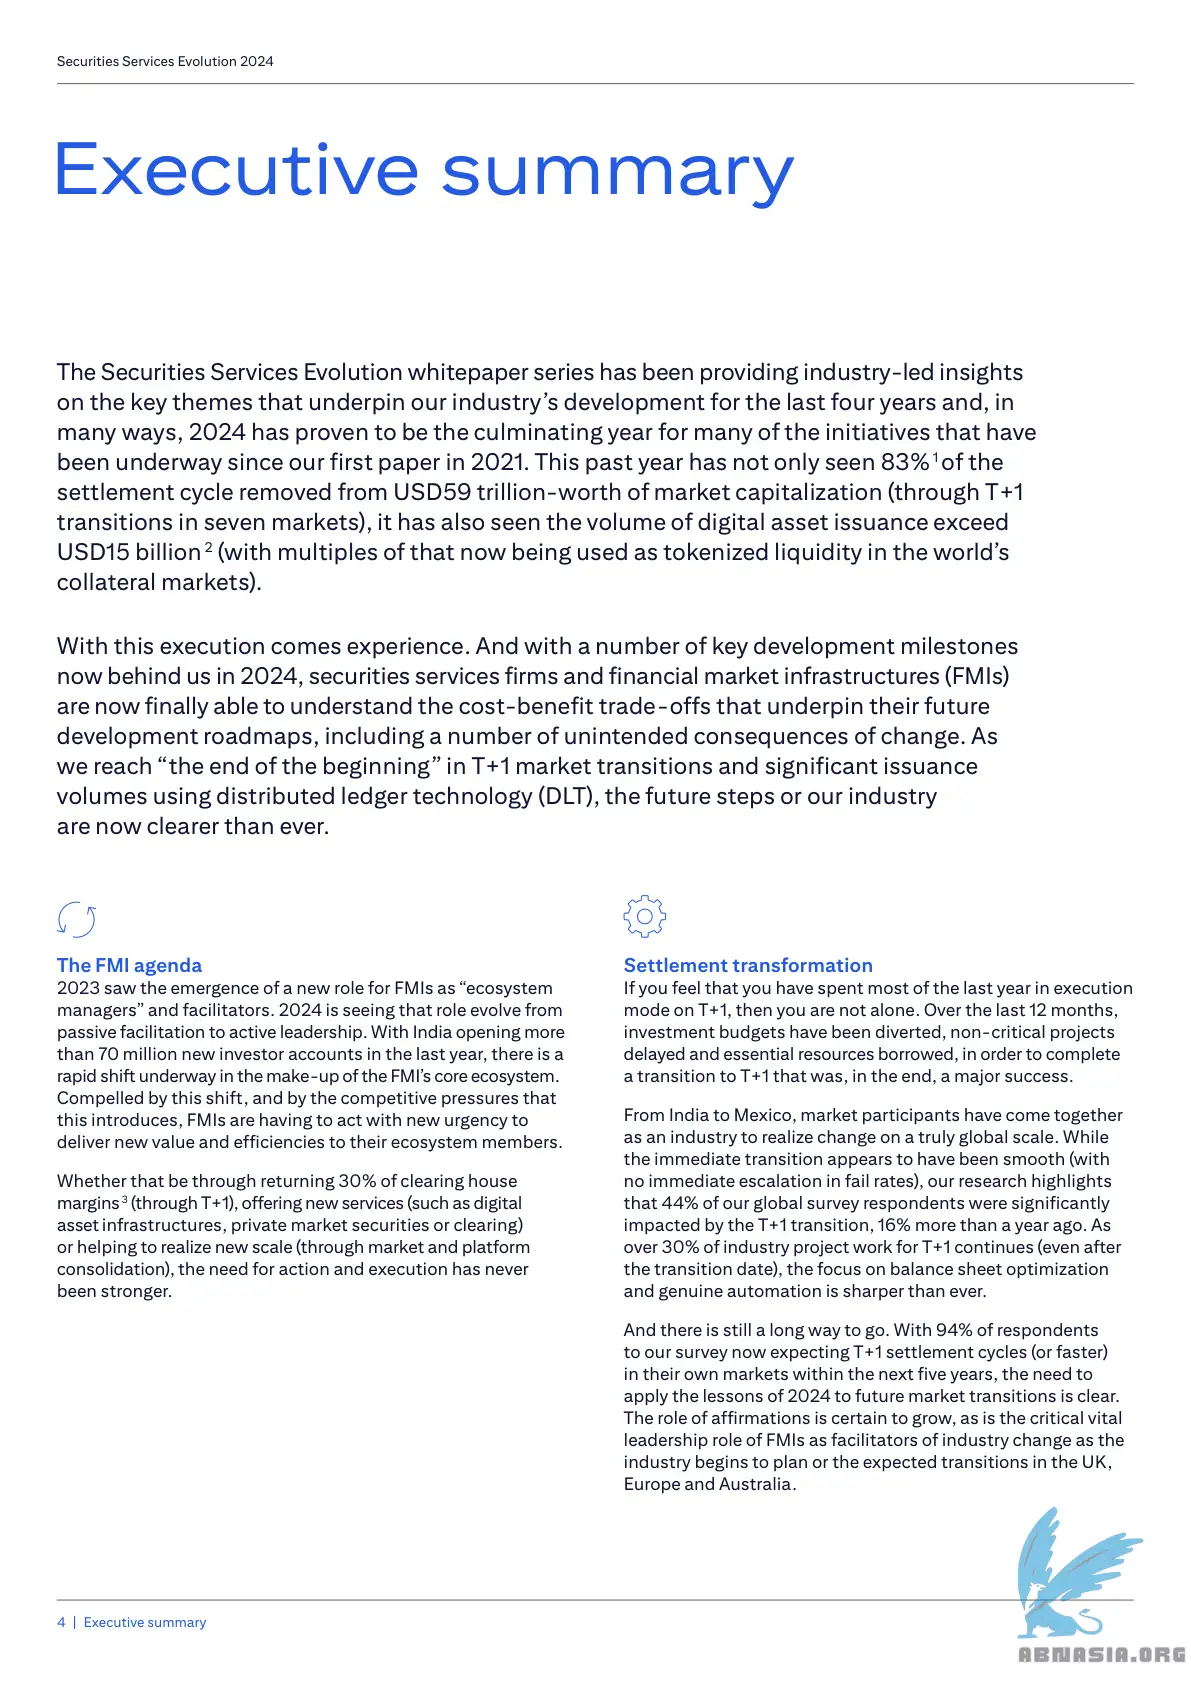 Securities Services Evolution 2024
Executive summary
The Securities Services Evolution whitepaper series has been providing industry-led insights
on the key themes that underpin our industry’s development for the last four years and, in
many ways, 2024 has proven to be the culminating year for many of the initiatives that have
been underway since our first paper in 2021. This past year has not only seen 83% 1 of the
settlement cycle removed from USD59 trillion-worth of market capitalization (through T+1
transitions in seven markets), it has also seen the volume of digital asset issuance exceed
USD15 billion 2 (with multiples of that now being used as tokenized liquidity in the world’s
collateral markets).
With this execution comes experience. And with a number of key development milestones
now behind us in 2024, securities services firms and financial market infrastructures (FMIs)
are now finally able to understand the cost-benefit trade-offs that underpin their future
development roadmaps, including a number of unintended consequences of change. As
we reach “the end of the beginning” in T+1 market transitions and significant issuance
volumes using distributed ledger technology (DLT), the future steps or our industry
are now clearer than ever.
The FMI agenda
2023 saw the emergence of a new role for FMIs as “ecosystem
managers” and facilitators. 2024 is seeing that role evolve from
passive facilitation to active leadership. With India opening more
than 70 million new investor accounts in the last year, there is a
rapid shift underway in the make-up of the FMI’s core ecosystem.
Compelled by this shift, and by the competitive pressures that
this introduces, FMIs are having to act with new urgency to
deliver new value and efficiencies to their ecosystem members.
Whether that be through returning 30% of clearing house
margins 3 (through T+1), offering new services (such as digital
asset infrastructures, private market securities or clearing)
or helping to realize new scale (through market and platform
consolidation), the need for action and execution has never
been stronger.
Settlement transformation
If you feel that you have spent most of the last year in execution
mode on T+1, then you are not alone. Over the last 12 months,
investment budgets have been diverted, non-critical projects
delayed and essential resources borrowed, in order to complete
a transition to T+1 that was, in the end, a major success.
From India to Mexico, market participants have come together
as an industry to realize change on a truly global scale. While
the immediate transition appears to have been smooth (with
no immediate escalation in fail rates), our research highlights
that 44% of our global survey respondents were significantly
impacted by the T+1 transition, 16% more than a year ago. As
over 30% of industry project work for T+1 continues (even after
the transition date), the focus on balance sheet optimization
and genuine automation is sharper than ever.
And there is still a long way to go. With 94% of respondents
to our survey now expecting T+1 settlement cycles (or faster)
in their own markets within the next five years, the need to
apply the lessons of 2024 to future market transitions is clear.
The role of affirmations is certain to grow, as is the critical vital
leadership role of FMIs as facilitators of industry change as the
industry begins to plan or the expected transitions in the UK,
Europe and Australia.
4 | Executive summary
ABNASIA.ORG